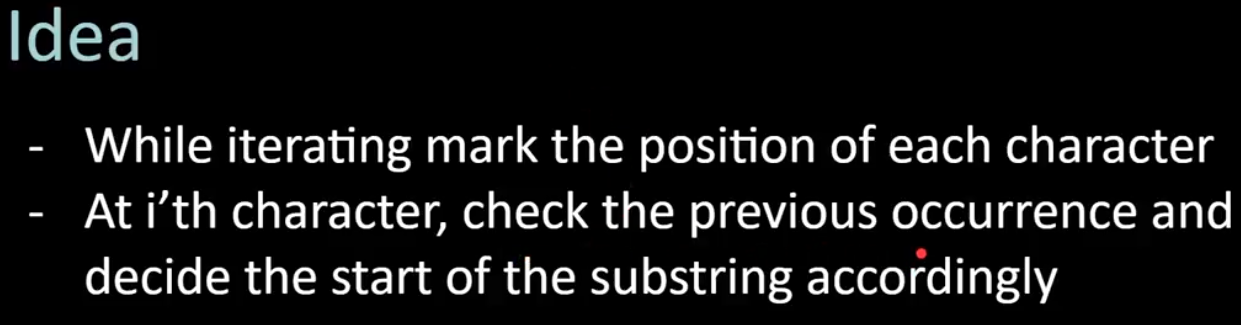 Idea
- While iterating mark the position of each character
- At i'th character, check the previous occurrence and
decide the start of the substring accordingly